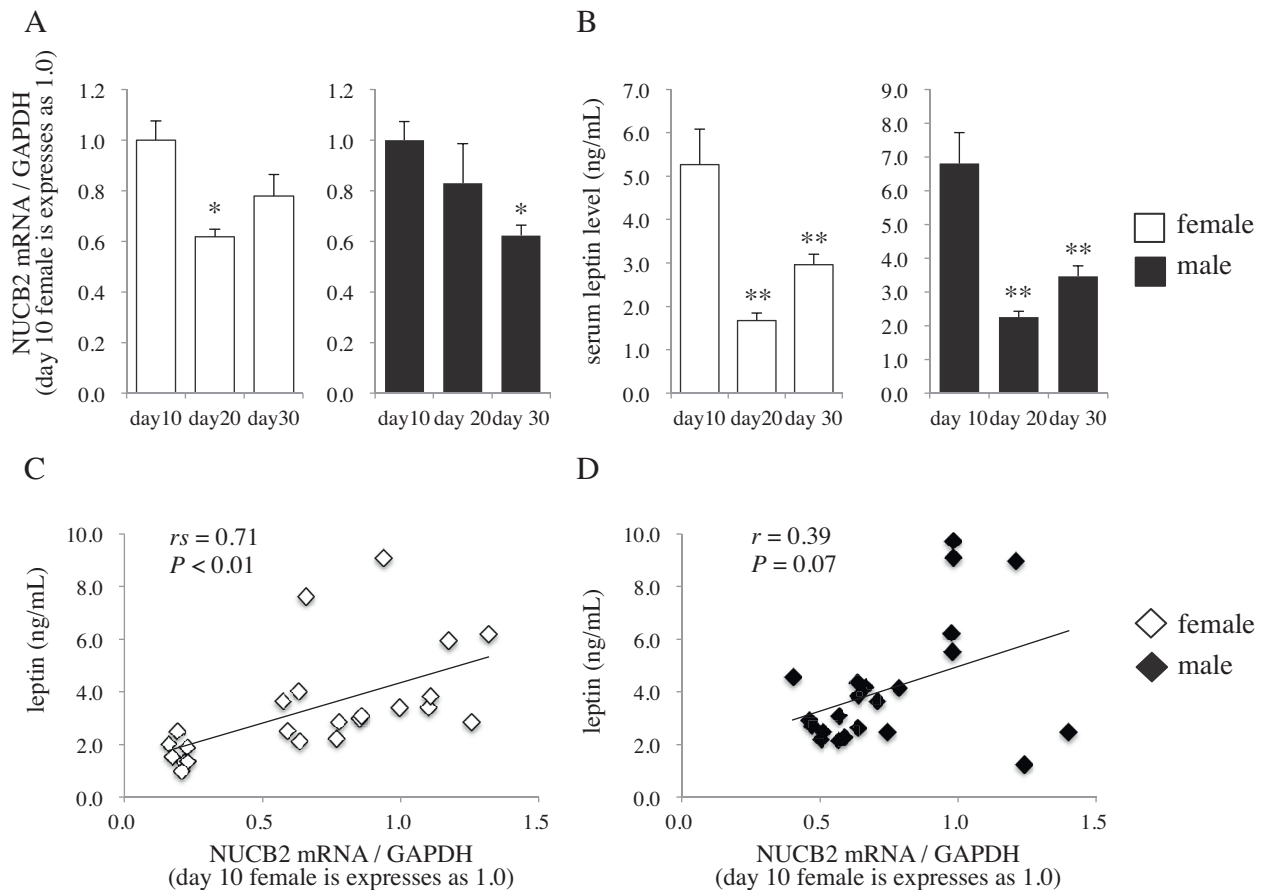 A
B
NUCB2 mRNA / GAPDH
(day 10 female is expresses as 1.0)
1.2
1.0
0.8
0.6
0.4
0.2
0.0
*
day10 day20 day30
1.2
1.0
0.8
0.6
0.4
0.2
0.0
*
day10 day 20 day 30
serum leptin level (ng/mL)
7.0
6.0
5.0
4.0
3.0
2.0
1.0
0.0
**
**
day10 day20 day 30
9.0
8.0
7.0
6.0
5.0
4.0
3.0
2.0
1.0
0.0
**
**
day 10 day 20 day 30
female
male
C
D
leptin (ng/mL)
10.0
8.0
6.0
4.0
2.0
0.0
rs = 0.71
P < 0.01
0.0 0.5 1.0 1.5
NUCB2 mRNA / GAPDH
(day 10 female is expresses as 1.0)
leptin (ng/mL)
10.0
8.0
6.0
4.0
2.0
0.0
r = 0.39
P = 0.07
0.0 0.5 1.0 1.5
NUCB2 mRNA / GAPDH
(day 10 female is expresses as 1.0)
female
male